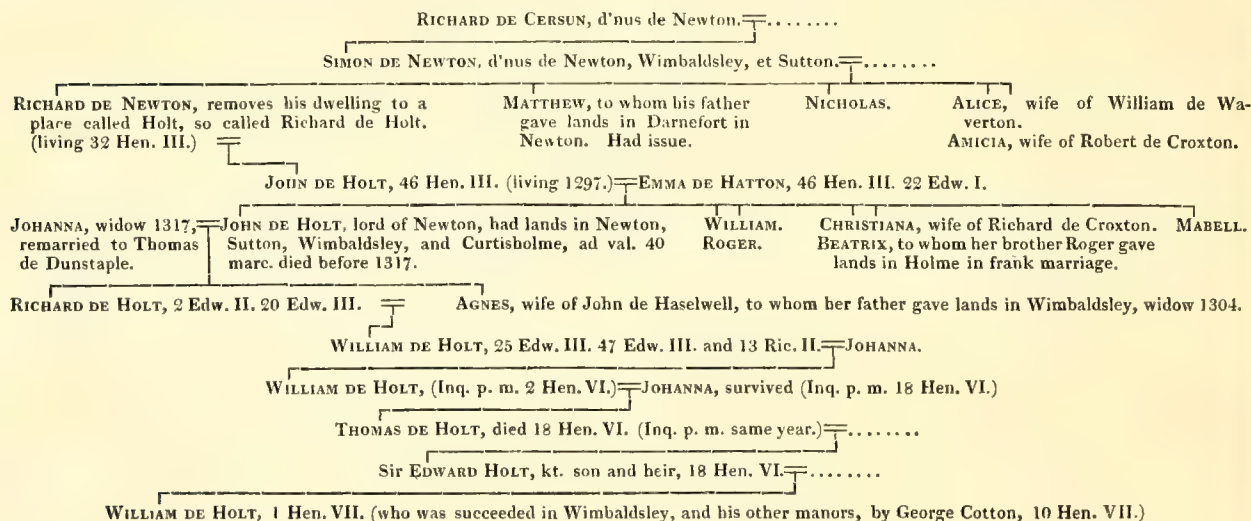 RICHARD DE CERSUN, d'nus de Newton. ........
SIMON DE NEWTON, d'nus de Newton, Wimbaldsley, et Sutton. ........
RICHARD DE NEWTON, removes his dwelling to a
place called Holt, so called Richard de Holt.
(living 32 Hen. III.)
MATTHEW, to whom his father
gave lands in Darnefort in
Newton. Had issue.
NICHOLAS.
ALICE, wife of William de Wa-
verton.
AMICIA, wife of Robert de Croxton.
JOHN DE HOLT, 46 Hen. III. (living 1297.) EMMA DE HATTON, 46 Hen. III. 22 Edw. I.
JOHANNA, widow 1317,
remarried to Thomas
de Dunstaple.
JOHN DE HOLT, lord of Newton, had lands in Newton,
Sutton, Wimbaldsley, and Curtisholme, ad val. 40
marc. died before 1317.
WILLIAM.
ROGER.
CHRISTIANA, wife of Richard de Croxton.
BEATRIX, to whom her brother Roger gave
lands in Holme in frank marriage.
MABELL.
RICHARD DE HOLT, 2 Edw. II. 20 Edw. III.
AGNES, wife of John de Haselwell, to whom her father gave lands in Wimbaldsley, widow 1304.
WILLIAM DE HOLT, 25 Edw. III. 47 Edw. III. and 13 Ric. II. JOHANNA.
WILLIAM DE HOLT, (Inq. p. m. 2 Hen. VI.) JOHANNA, survived (Inq. p. m. 18 Hen. VI.)
THOMAS DE HOLT, died 18 Hen. VI. (Inq. p. m. same year.) ........
Sir EDWARD HOLT, kt. son and heir, 18 Hen. VI. ........
WILLIAM DE HOLT, 1 Hen. VII. (who was succeeded in Wimbaldsley, and his other manors, by George Cotton, 10 Hen. VII.)